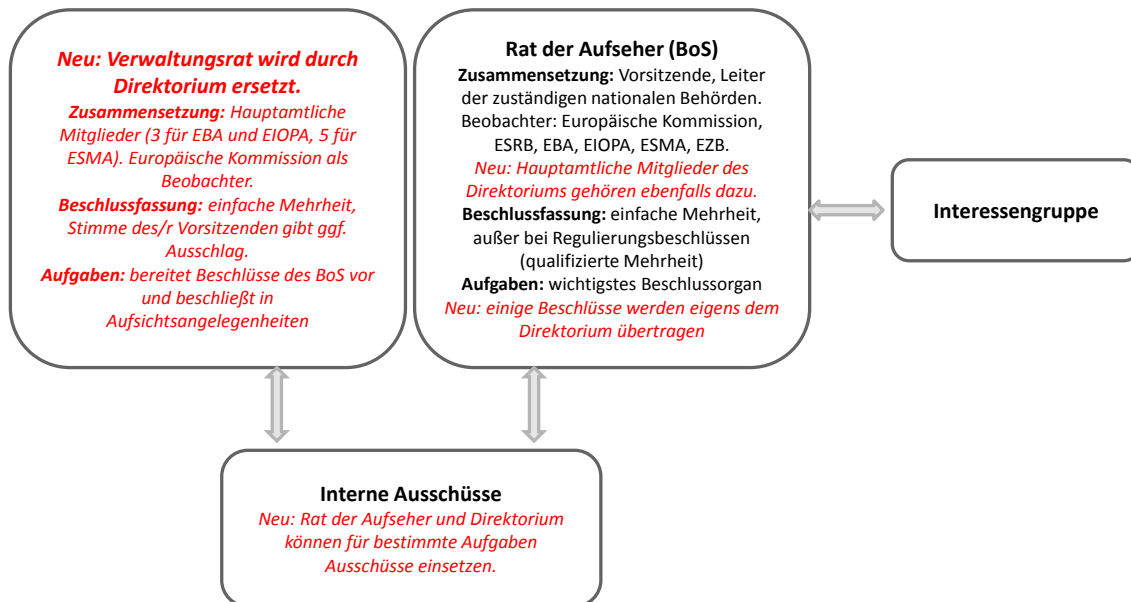 Neu: Verwaltungsrat wird durch
Direktorium ersetzt.
Zusammensetzung: Hauptamtliche
Mitglieder (3 für EBA und EIOPA, 5 für
ESMA). Europäische Kommission als
Beobachter.
Beschlussfassung: einfache Mehrheit,
Stimme des/r Vorsitzenden gibt ggf.
Ausschlag.
Aufgaben: bereitet Beschlüsse des BoS vor
und beschließt in
Aufsichtsangelegenheiten
Rat der Aufseher (BoS)
Zusammensetzung: Vorsitzende, Leiter
der zuständigen nationalen Behörden.
Beobachter: Europäische Kommission,
ESRB, EBA, EIOPA, ESMA, EZB.
Neu: Hauptamtliche Mitglieder des
Direktoriums gehören ebenfalls dazu.
Beschlussfassung: einfache Mehrheit,
außer bei Regulierungsbeschlüssen
(qualifizierte Mehrheit)
Aufgaben: wichtigstes Beschlussorgan
Neu: einige Beschlüsse werden eigens dem
Direktorium übertragen
Interessengruppe
Interne Ausschüsse
Neu: Rat der Aufseher und Direktorium
können für bestimmte Aufgaben
Ausschüsse einsetzen.